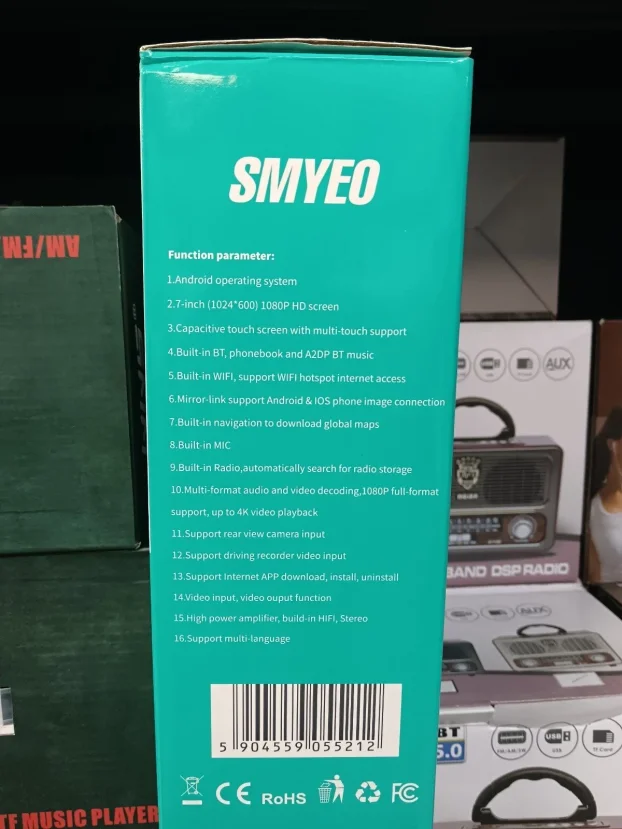 SMYEO
Function parameter:
1.Android operating system
2.7-inch (1024*600) 1080P HD screen
3.Capacitive touch screen with multi-touch support
4.Built-in BT, phonebook and A2DP BT music
5.Built-in WIFI, support WIFI hotspot internet access
6.Mirror-link support Android & IOS phone image connection
7.Built-in navigation to download global maps
8.Built-in MIC
9.Built-in Radio,automatically search for radio storage
10.Multi-format audio and video decoding,1080P full-format
support, up to 4K video playback
11.Support rear view camera input
12.Support driving recorder video input
13.Support Internet APP download, install, uninstall
14.Video input, video ouput function
15.High power amplifier, build-in HIFI, Stereo
16.Support multi-language
5 904559 055212
CE RoHS FC
AM/FM
TF MUSIC PLAYER
AUX
BAND DSP RADIO
AUX
BT
5.0
FM/AM/SW
USB
TF Card